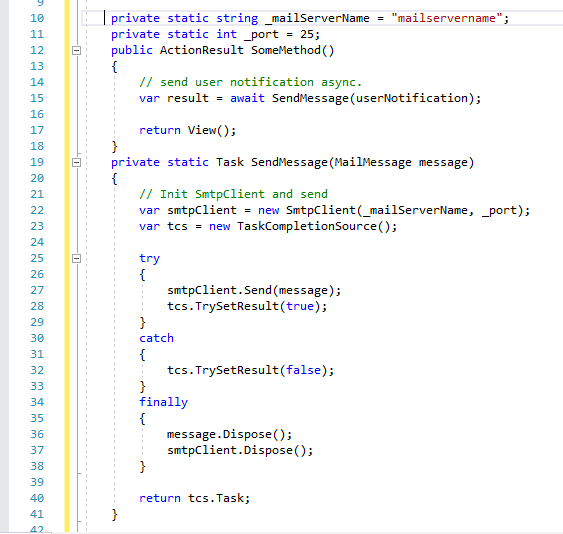 9
10 private static string _mailServerName = "mailservername";
11 private static int _port = 25;
12 public ActionResult SomeMethod()
13 {
14 // send user notification async.
15 var result = await SendMessage(userNotification);
16
17 return View();
18 }
19 private static Task SendMessage(MailMessage message)
20 {
21 // Init SmtpClient and send
22 var smtpClient = new SmtpClient(_mailServerName, _port);
23 var tcs = new TaskCompletionSource();
24
25 try
26 {
27 smtpClient.Send(message);
28 tcs.TrySetResult(true);
29 }
30 catch
31 {
32 tcs.TrySetResult(false);
33 }
34 finally
35 {
36 message.Dispose();
37 smtpClient.Dispose();
38 }
39
40 return tcs.Task;
41 }
42